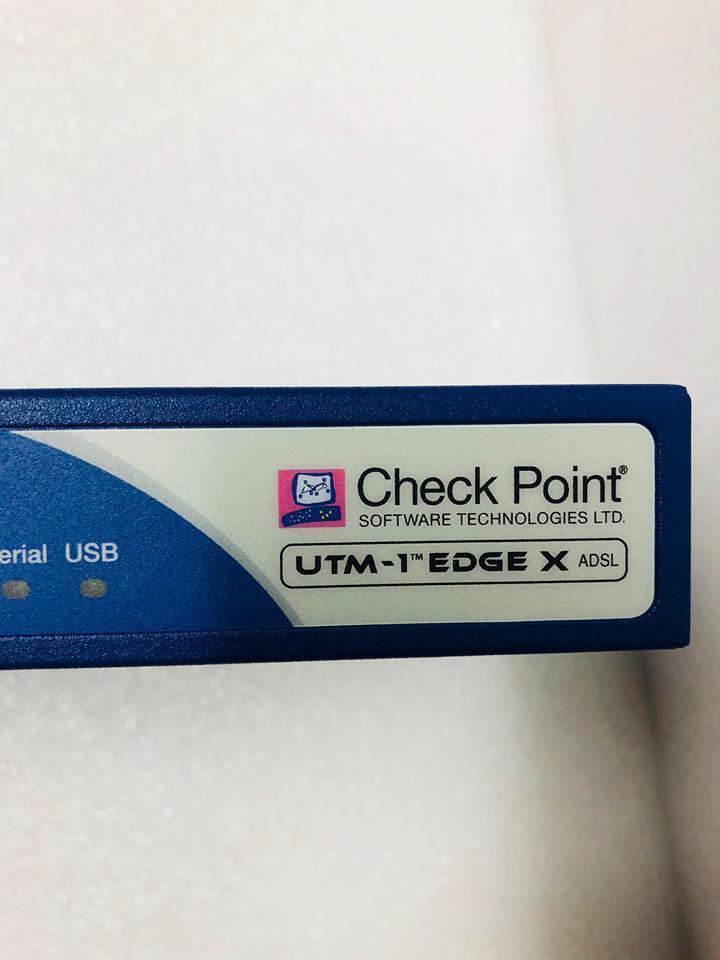 Check Point®
SOFTWARE TECHNOLOGIES LTD.
UTM-1™ EDGE X ADSL
erial USB